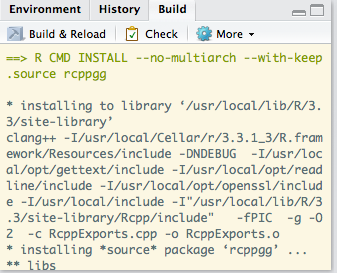 Environment History Build
Build & Reload Check More
==> R CMD INSTALL --no-multiarch --with-keep
.source rcppgg
* installing to library ‘/usr/local/lib/R/3.
3/site-library’
clang++ -I/usr/local/Cellar/r/3.3.1_3/R.fram
ework/Resources/include -DNDEBUG  -I/usr/loc
al/opt/gettext/include -I/usr/local/opt/read
line/include -I/usr/local/opt/openssl/includ
e -I/usr/local/include -I"/usr/local/lib/R/3
.3/site-library/Rcpp/include"   -fPIC  -g -O
2  -c RcppExports.cpp -o RcppExports.o
* installing *source* package ‘rcppgg’ ...
** libs